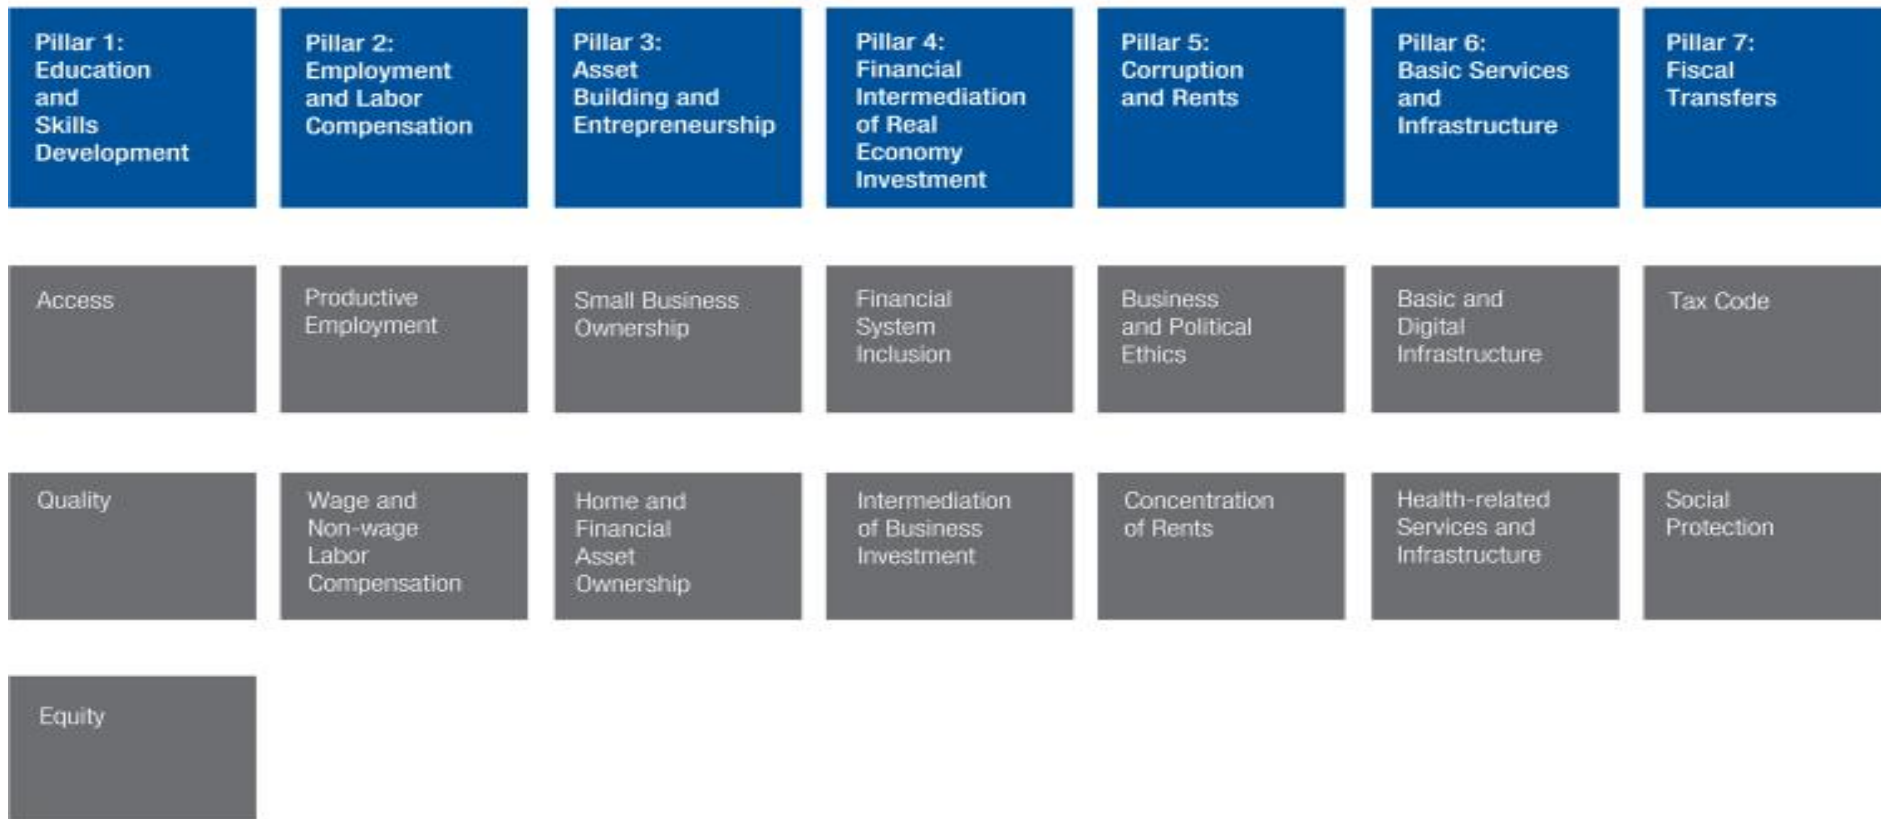 Pillar 1:
Education
and
Skills
Development
Pillar 2:
Employment
and Labor
Compensation
Pillar 3:
Asset
Building and
Entrepreneurship
Pillar 4:
Financial
Intermediation
of Real
Economy
Investment
Pillar 5:
Corruption
and Rents
Pillar 6:
Basic Services
and
Infrastructure
Pillar 7:
Fiscal
Transfers
Access
Productive
Employment
Small Business
Ownership
Financial
System
Inclusion
Business
and Political
Ethics
Basic and
Digital
Infrastructure
Tax Code
Quality
Wage and
Non-wage
Labor
Compensation
Home and
Financial
Asset
Ownership
Intermediation
of Business
Investment
Concentration
of Rents
Health-related
Services and
Infrastructure
Social
Protection
Equity